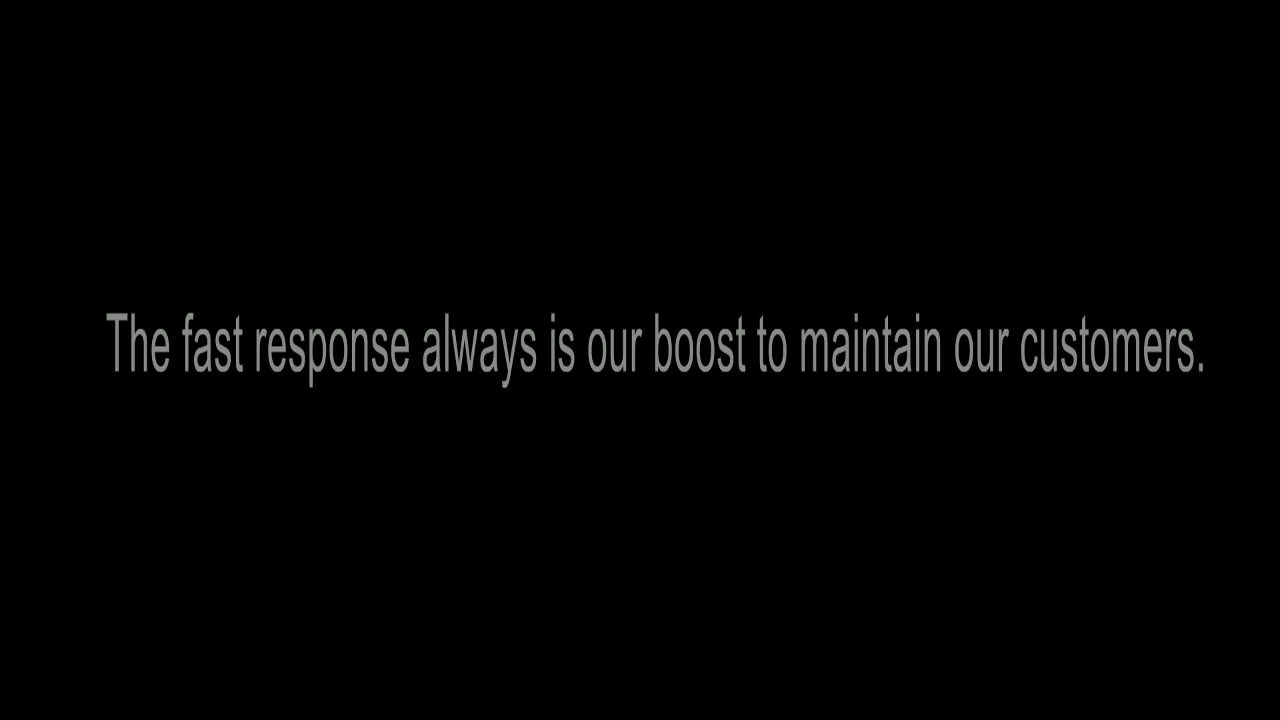 The fast response always is our boost to maintain our customers.